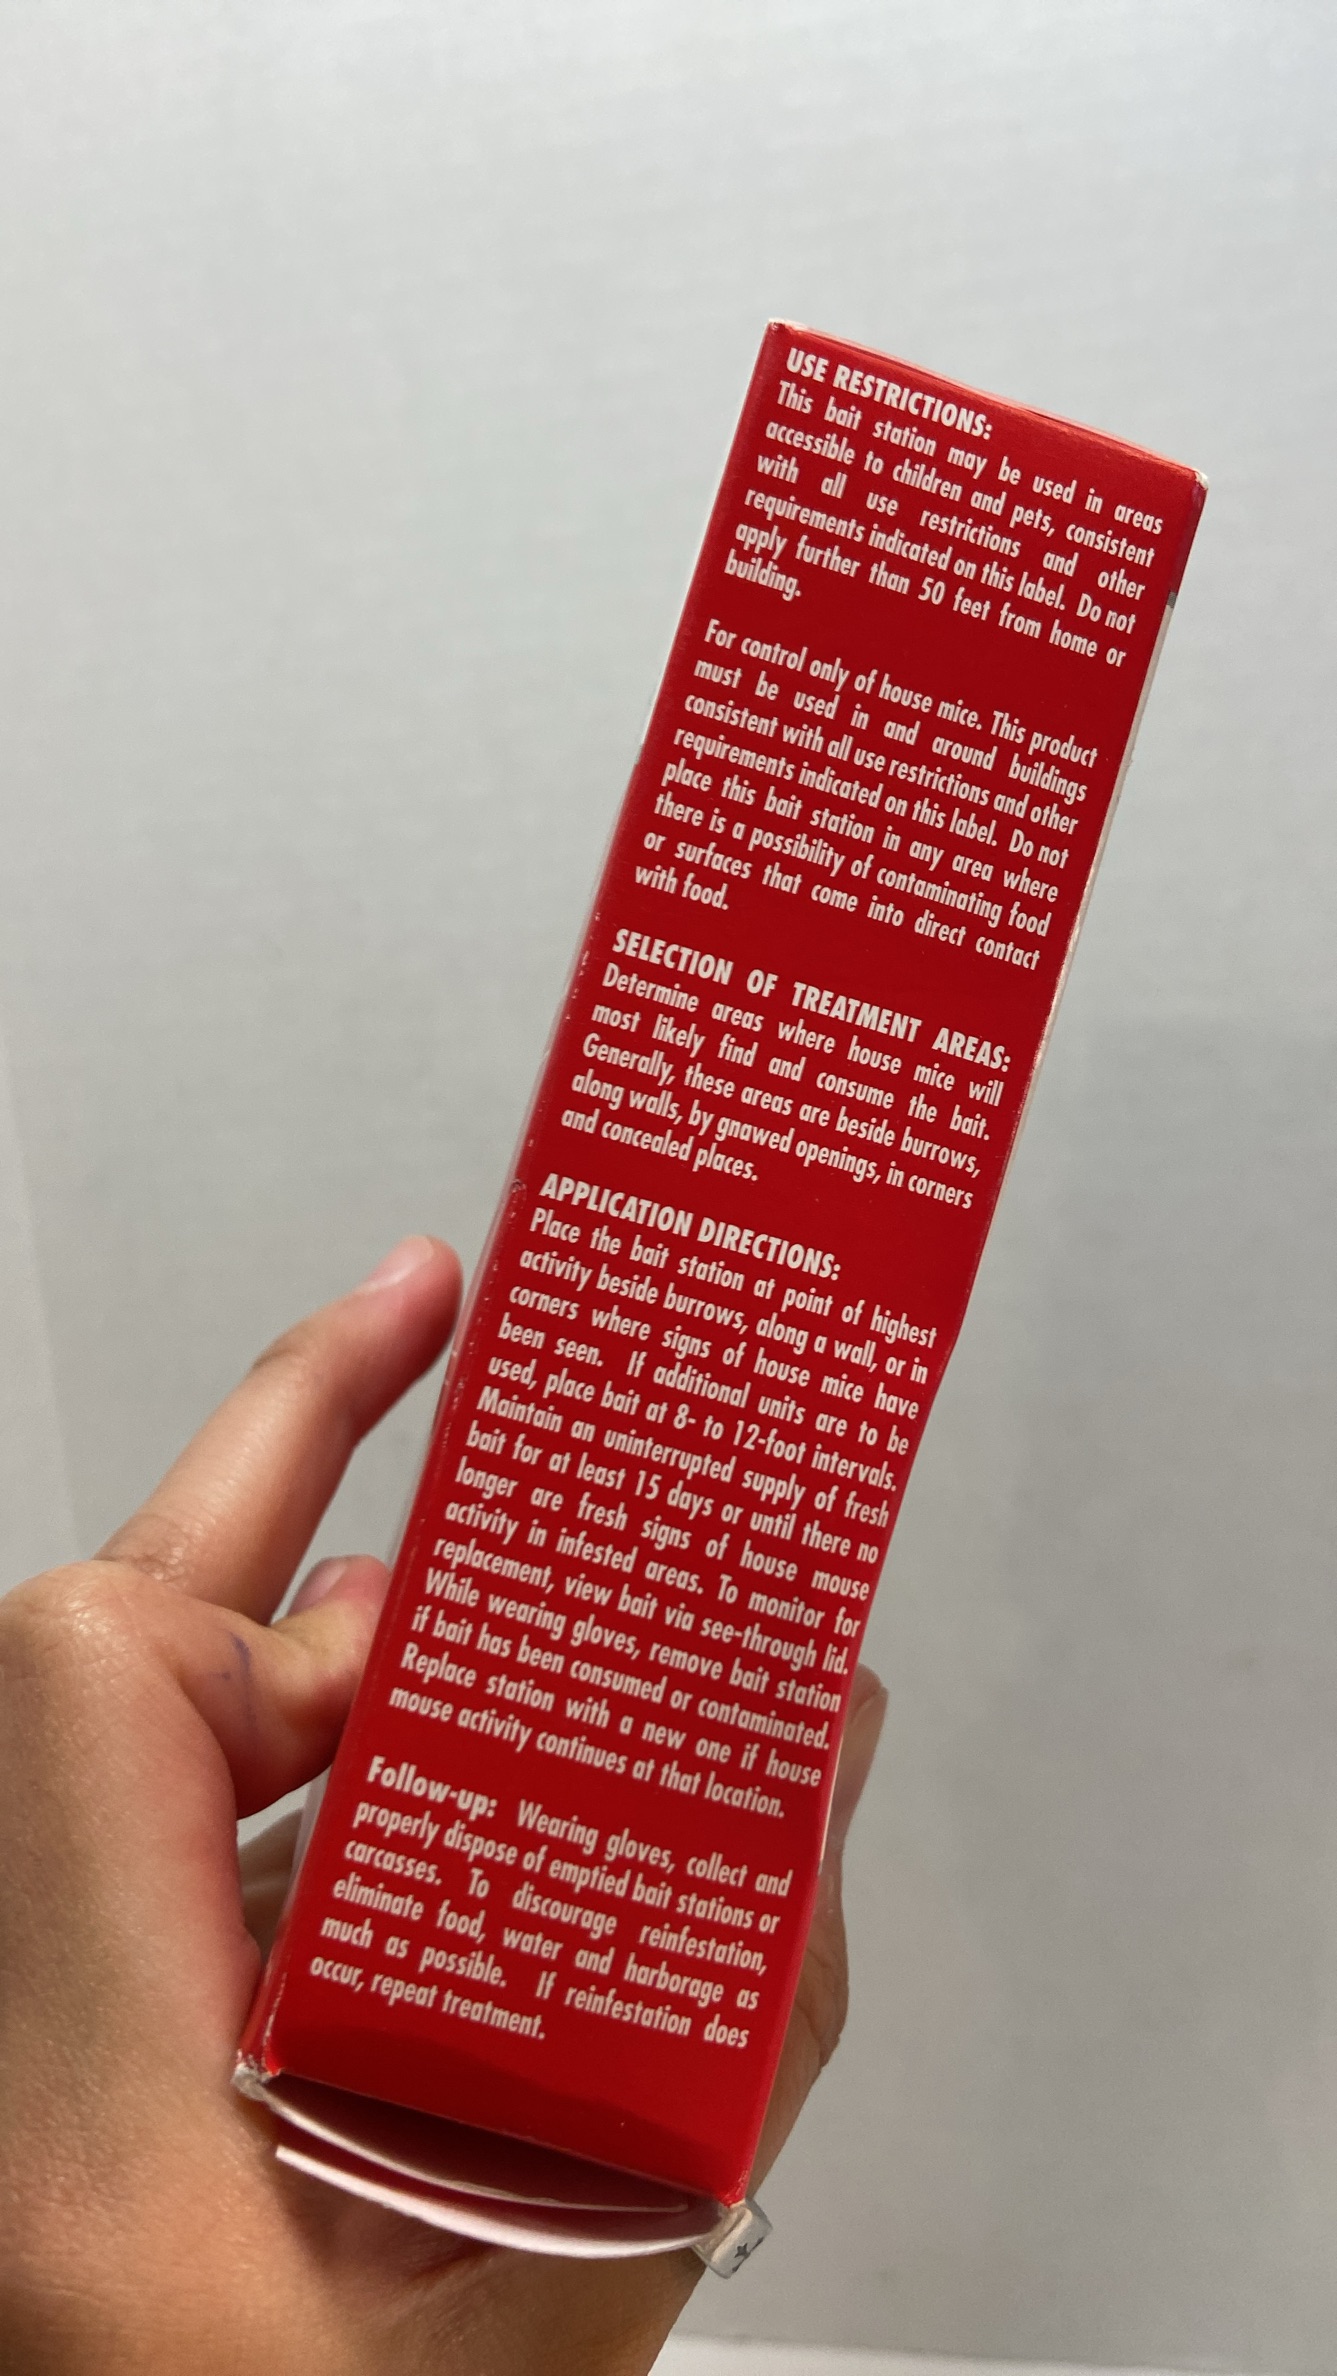 USE RESTRICTIONS:
This bait station may be used in areas
accessible to children and pets, consistent
with all use restrictions and other
requirements indicated on this label. Do not
apply further than 50 feet from home or
building.
For control only of house mice. This product
must be used in and around buildings
consistent with all use restrictions and other
requirements indicated on this label. Do not
place this bait station in any area where
there is a possibility of contaminating food
or surfaces that come into direct contact
with food.
SELECTION OF TREATMENT AREAS:
Determine areas where house mice will
most likely find and consume the bait.
Generally, these areas are beside burrows,
along walls, by gnawed openings, in corners
and concealed places.
APPLICATION DIRECTIONS:
Place the bait station at point of highest
activity beside burrows, along a wall, or in
corners where signs of house mice have
been seen. If additional units are to be
used, place bait at 8- to 12-foot intervals.
Maintain an uninterrupted supply of fresh
bait for at least 15 days or until there no
longer are fresh signs of house mouse
activity in infested areas. To monitor for
replacement, view bait via see-through lid.
While wearing gloves, remove bait station
if bait has been consumed or contaminated.
Replace station with a new one if house
mouse activity continues at that location.
Follow-up: Wearing gloves, collect and
properly dispose of emptied bait stations or
carcasses. To discourage reinfestation,
eliminate food, water and harborage as
much as possible. If reinfestation does
occur, repeat treatment.